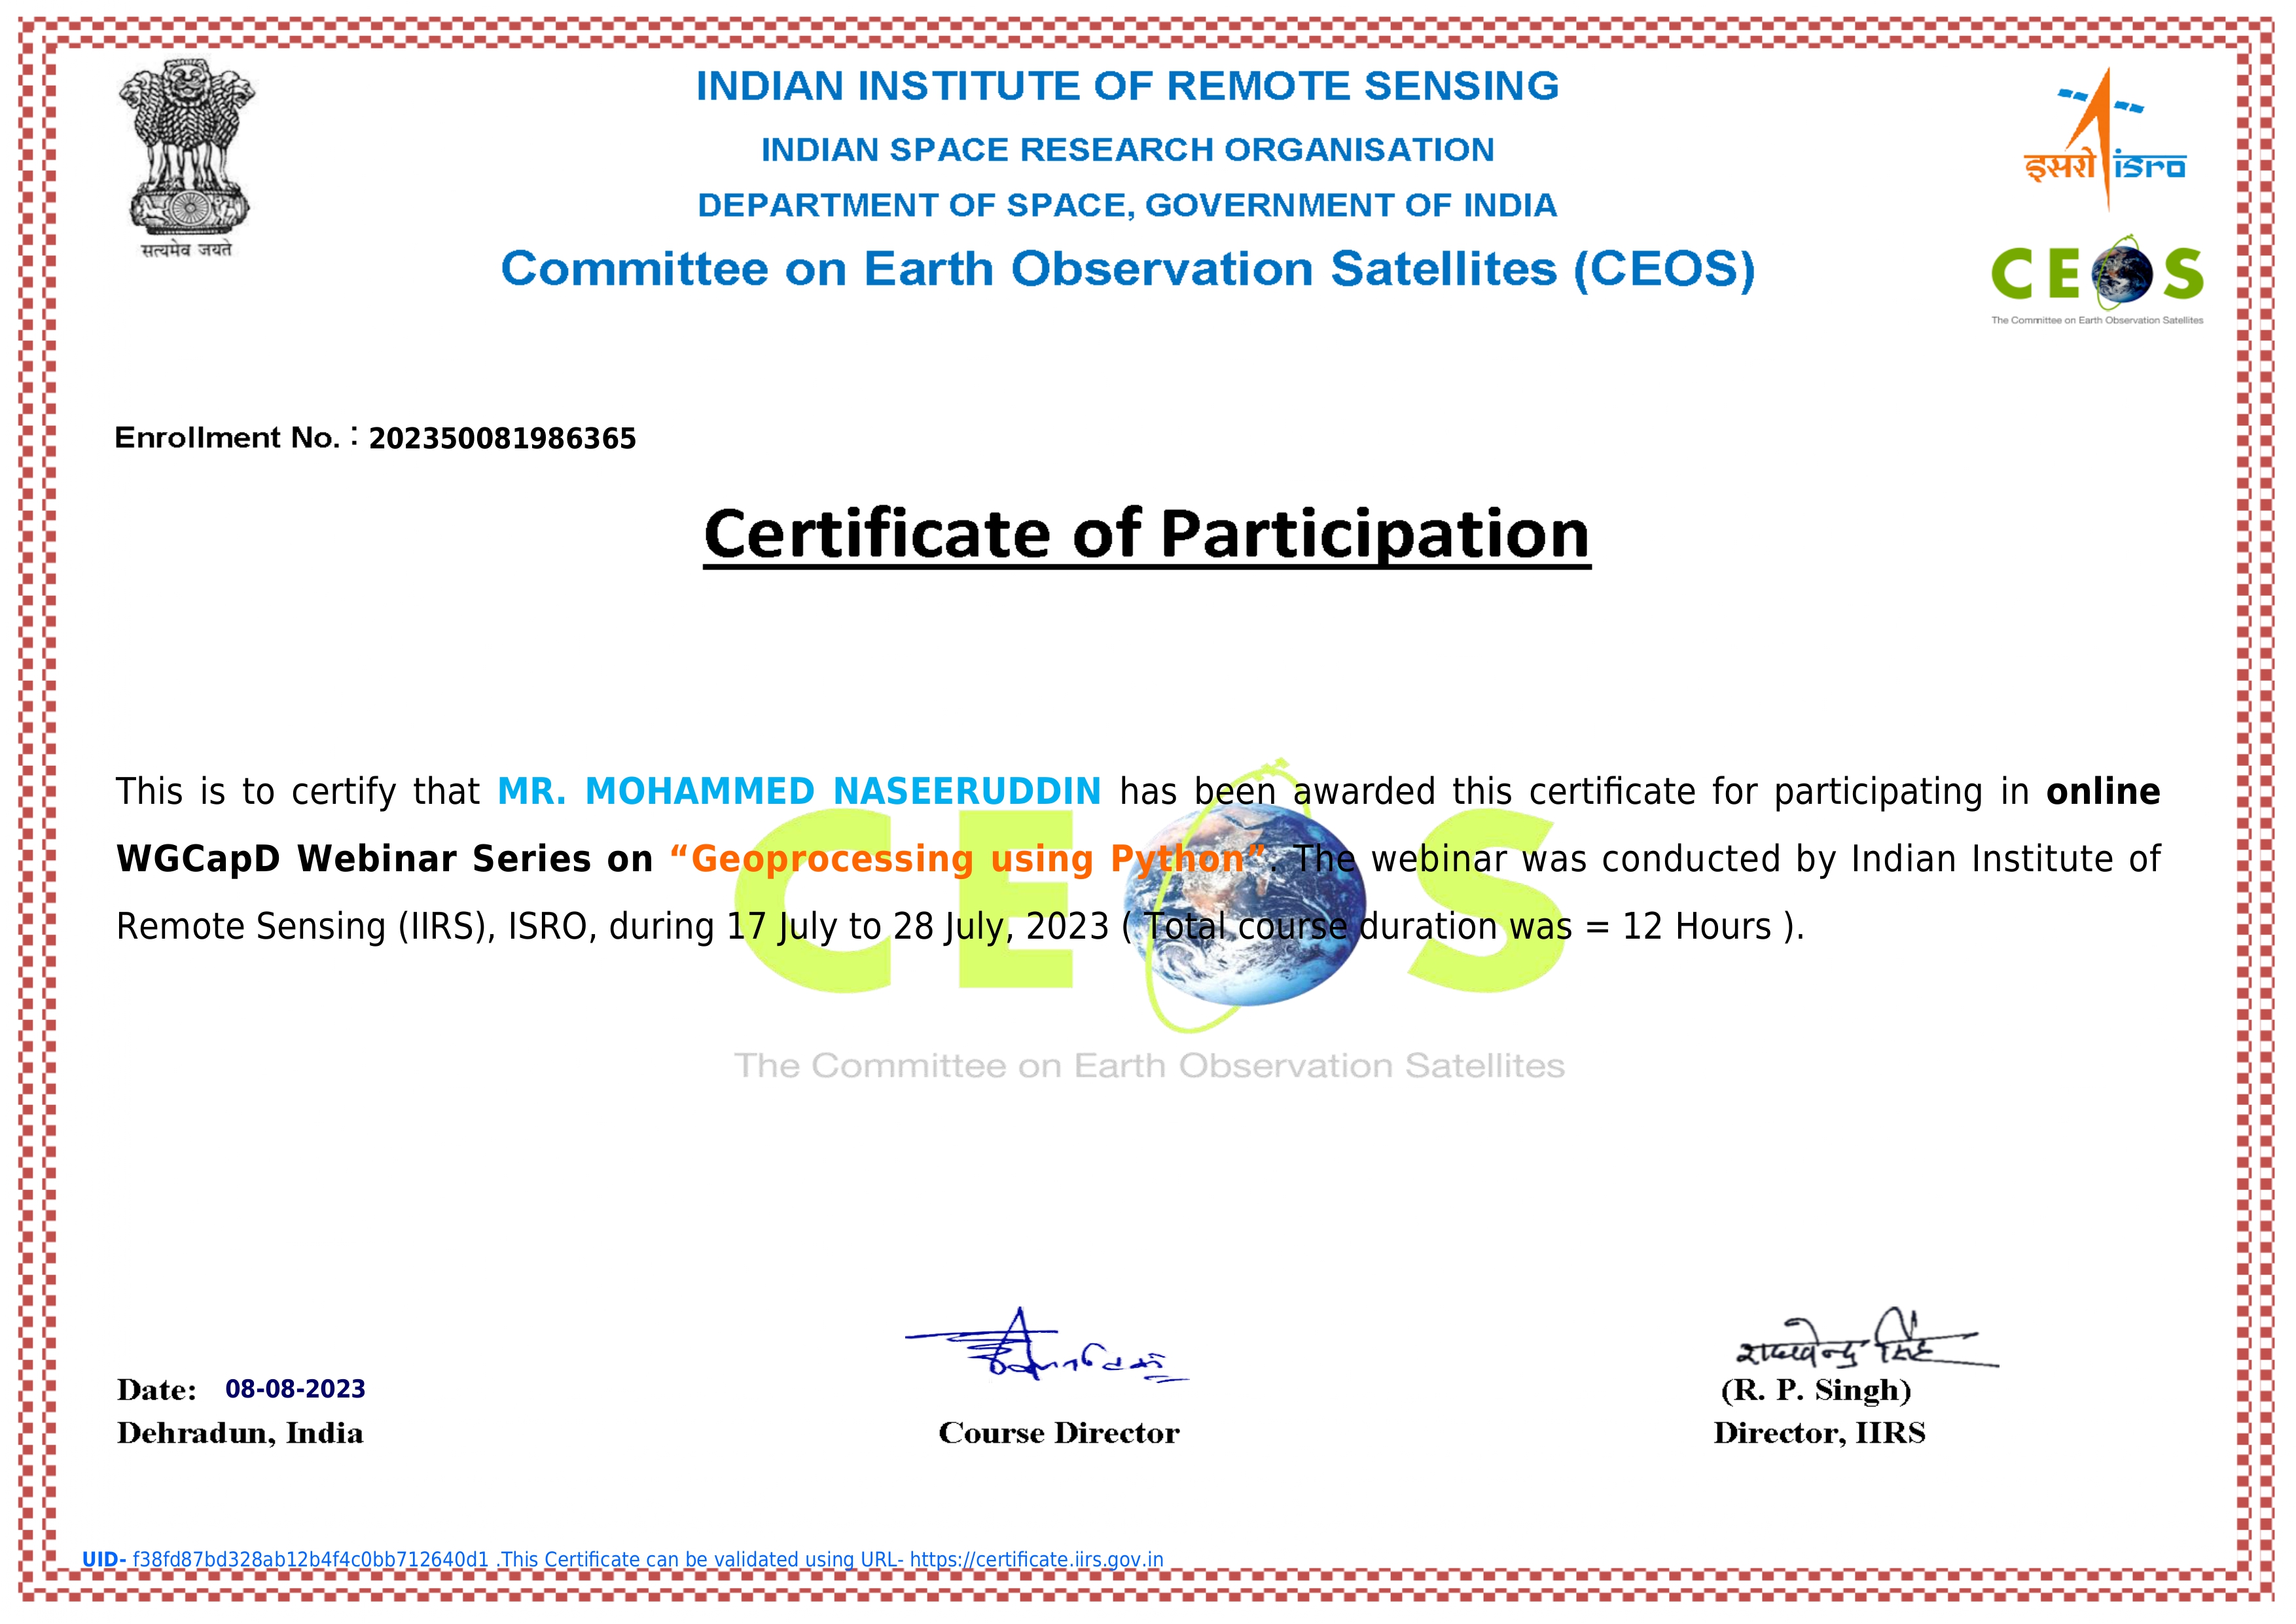 INDIAN INSTITUTE OF REMOTE SENSING
INDIAN SPACE RESEARCH ORGANISATION
DEPARTMENT OF SPACE, GOVERNMENT OF INDIA
Committee on Earth Observation Satellites (CEOS)
सत्यमेव जयते
इसरो isro
CEOS
The Committee on Earth Observation Satellites
Enrollment No. : 202350081986365
Certificate of Participation
This is to certify that MR. MOHAMMED NASEERUDDIN has been awarded this certificate for participating in online
WGCapD Webinar Series on “Geoprocessing using Python”. The webinar was conducted by Indian Institute of
Remote Sensing (IIRS), ISRO, during 17 July to 28 July, 2023 ( Total course duration was = 12 Hours ).
CEOS
The Committee on Earth Observation Satellites
Date: 08-08-2023
Dehradun, India
Course Director
(R. P. Singh)
Director, IIRS
UID- f38fd87bd328ab12b4f4c0bb712640d1 .This Certificate can be validated using URL- https://certificate.iirs.gov.in